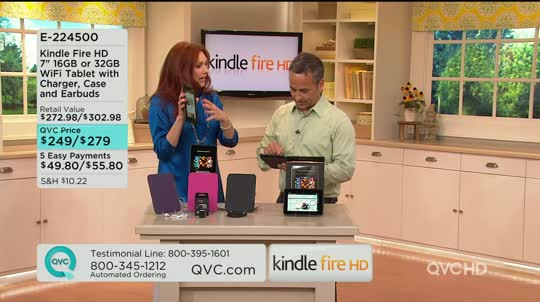 E-224500
Kindle Fire HD
7" 16GB or 32GB
WiFi Tablet with
Charger, Case
and Earbuds
Retail Value
$272.98/$302.98
QVC Price
$249/$279
5 Easy Payments
$49.80/$55.80
S&H $10.22
kindle fire HD
QVC
Testimonial Line: 800-395-1601
800-345-1212
Automated Ordering
QVC.com
kindle fire HD
QVCHD